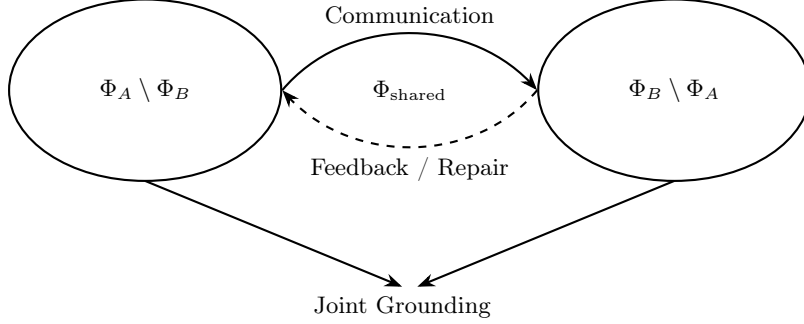 Communication
Φ_A \ Φ_B
Φ_shared
Φ_B \ Φ_A
Feedback / Repair
Joint Grounding